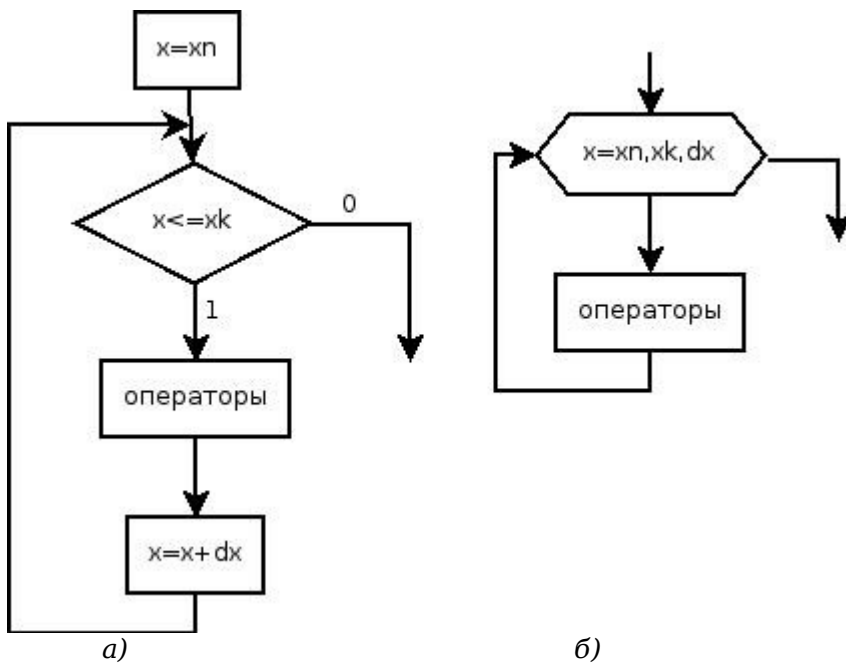 x=xn
x<=xk
0
1
операторы
x=x+dx
а)
x=xn,xk,dx
операторы
б)